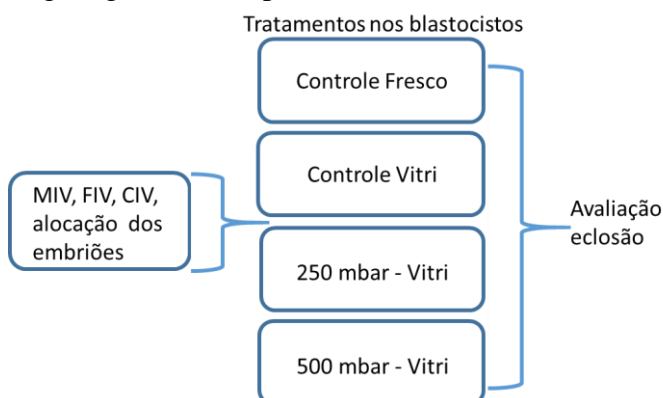 Tratamentos nos blastocistos
Controle Fresco
Controle Vitri
MIV, FIV, CIV,
alocação dos
embriões
250 mbar - Vitri
500 mbar - Vitri
Avaliação
eclosão